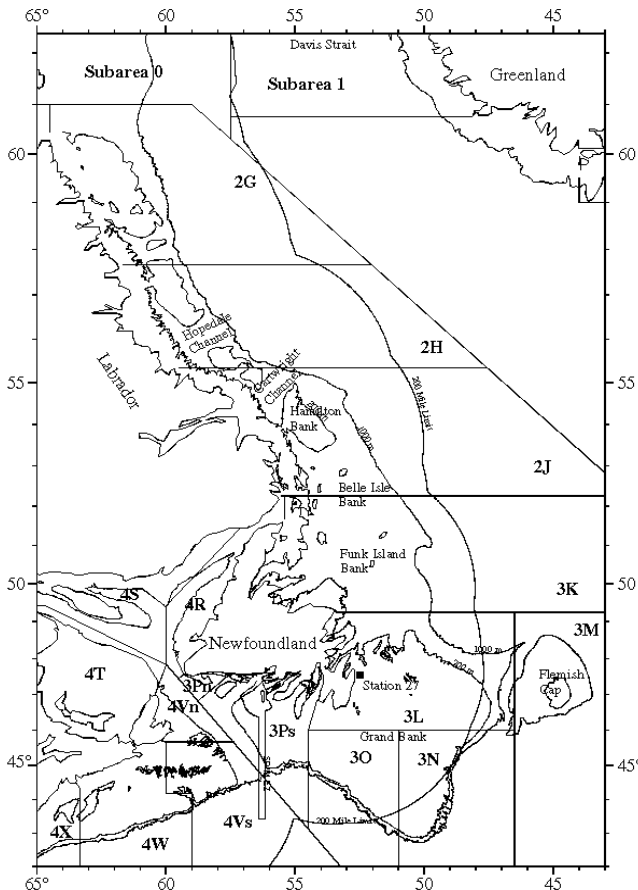 65° 60 55 50 45
Davis Strait
Subarea 0
Subarea 1
Greenland
60 60
2G
Hopedale
Channel
2H
Labrador
55 55
Cartwright
Channel
200 Mile Limit
Hamilton
Bank
1000 m
2J
Belle Isle
Bank
Funk Island
Bank
50 50
3K
4S
4R
3M
Newfoundland
1000 m
200 m
4T
3Pn
Station 27
Flemish
Cap
4Vn
3L
3Ps
Grand Bank
3O
3N
45° 45
4Vs
200 Mile Limit
4X
4W
65° 60 55 50 45